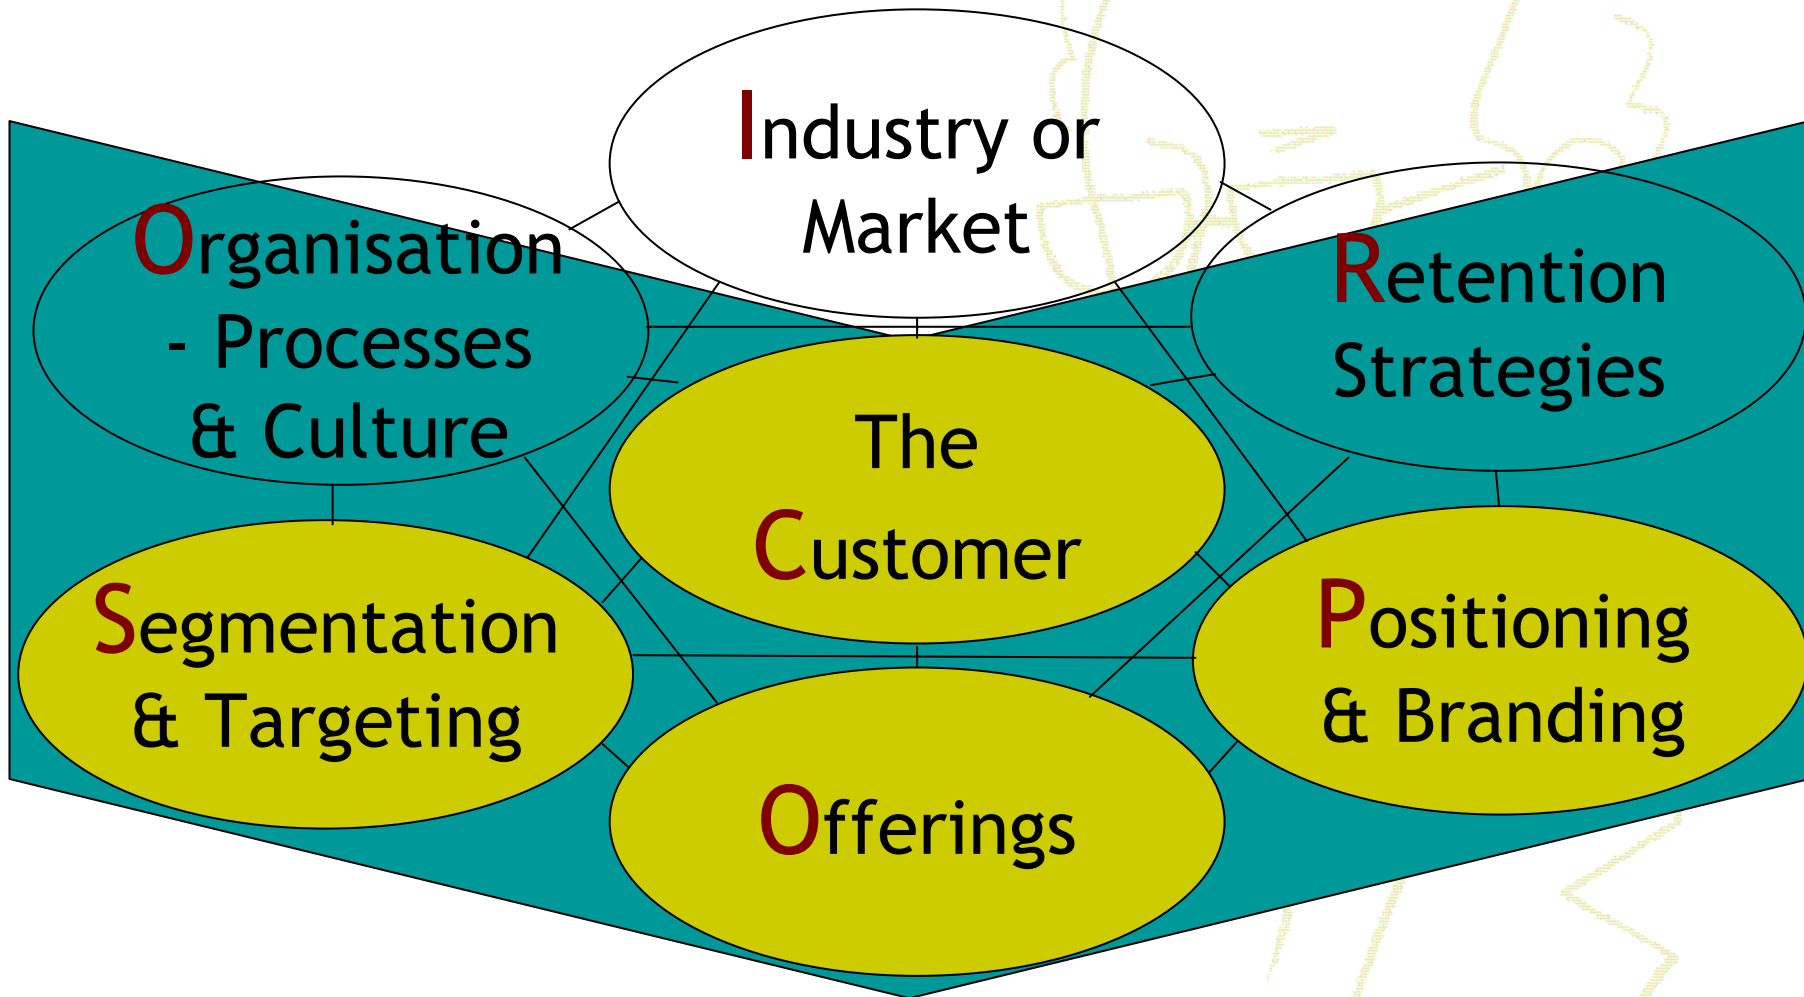 Industry or
Market
Organisation
- Processes
& Culture
Retention
Strategies
The
Customer
Segmentation
& Targeting
Positioning
& Branding
Offerings